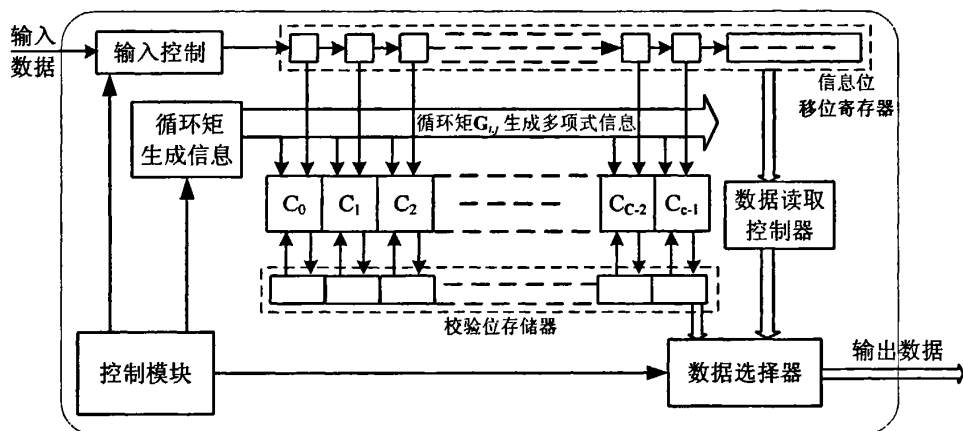 输入
数据
输入控制
信息位
移位寄存器
循环矩
生成信息
循环矩G_{i,j} 生成多项式信息
C₀
C₁
C₂
C_{C-2}
C_{c-1}
数据读取
控制器
校验位存储器
控制模块
数据选择器
输出数据